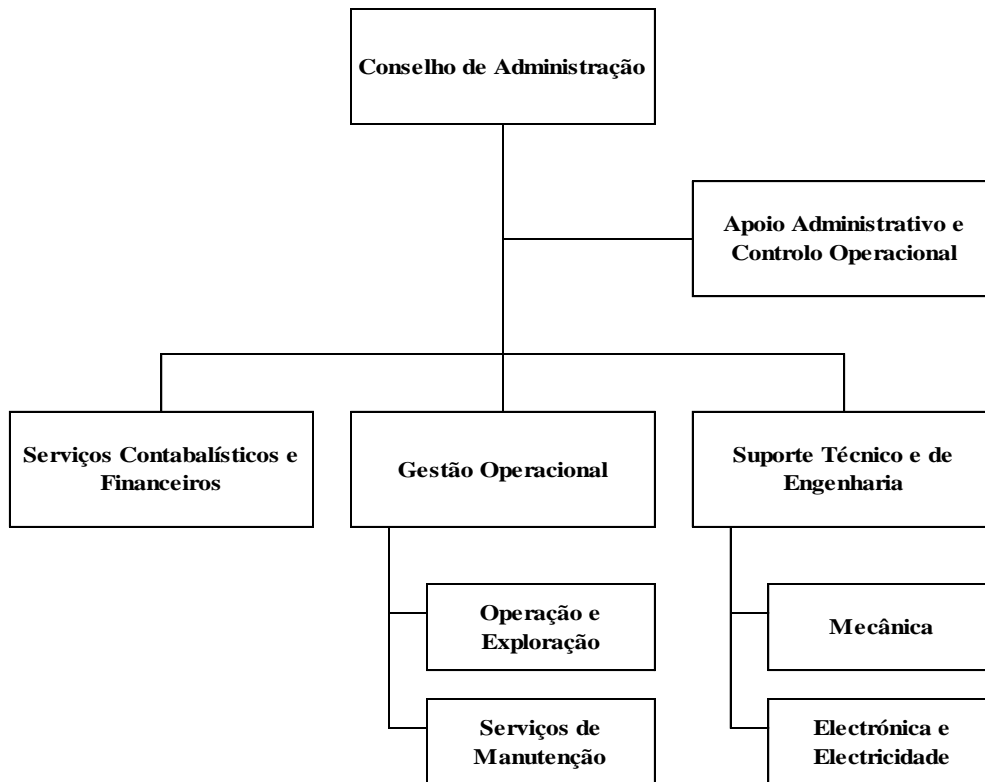 Conselho de Administração
Apoio Administrativo e
Controlo Operacional
Serviços Contabalísticos e
Financeiros
Gestão Operacional
Suporte Técnico e de
Engenharia
Operação e
Exploração
Mecânica
Serviços de
Manutenção
Electrónica e
Electricidade